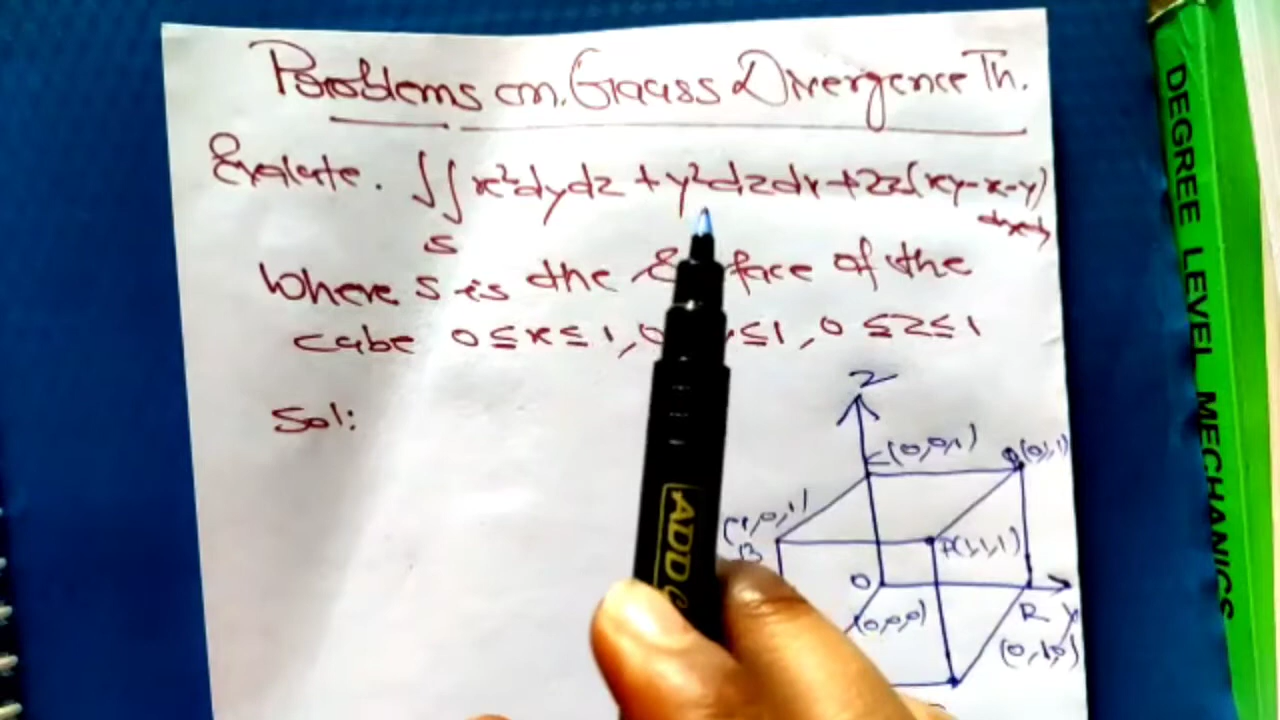 Problems on. Gauss Divergence Th.
Evaluate. ∬ x²dydz + y²dzdx + 2z(xy-x-y)
dxdy
S
Where S is the face of the
cube 0≤x≤1, 0 ≤1, 0≤z≤1
Sol:
Z
C(0,0,1)
Q(0,1,1)
(1,0,1)
B
P(1,1,1)
O
(0,0,0)
R Y
(0,1,0)
ADD
DEGREE LEVEL MECHANICS